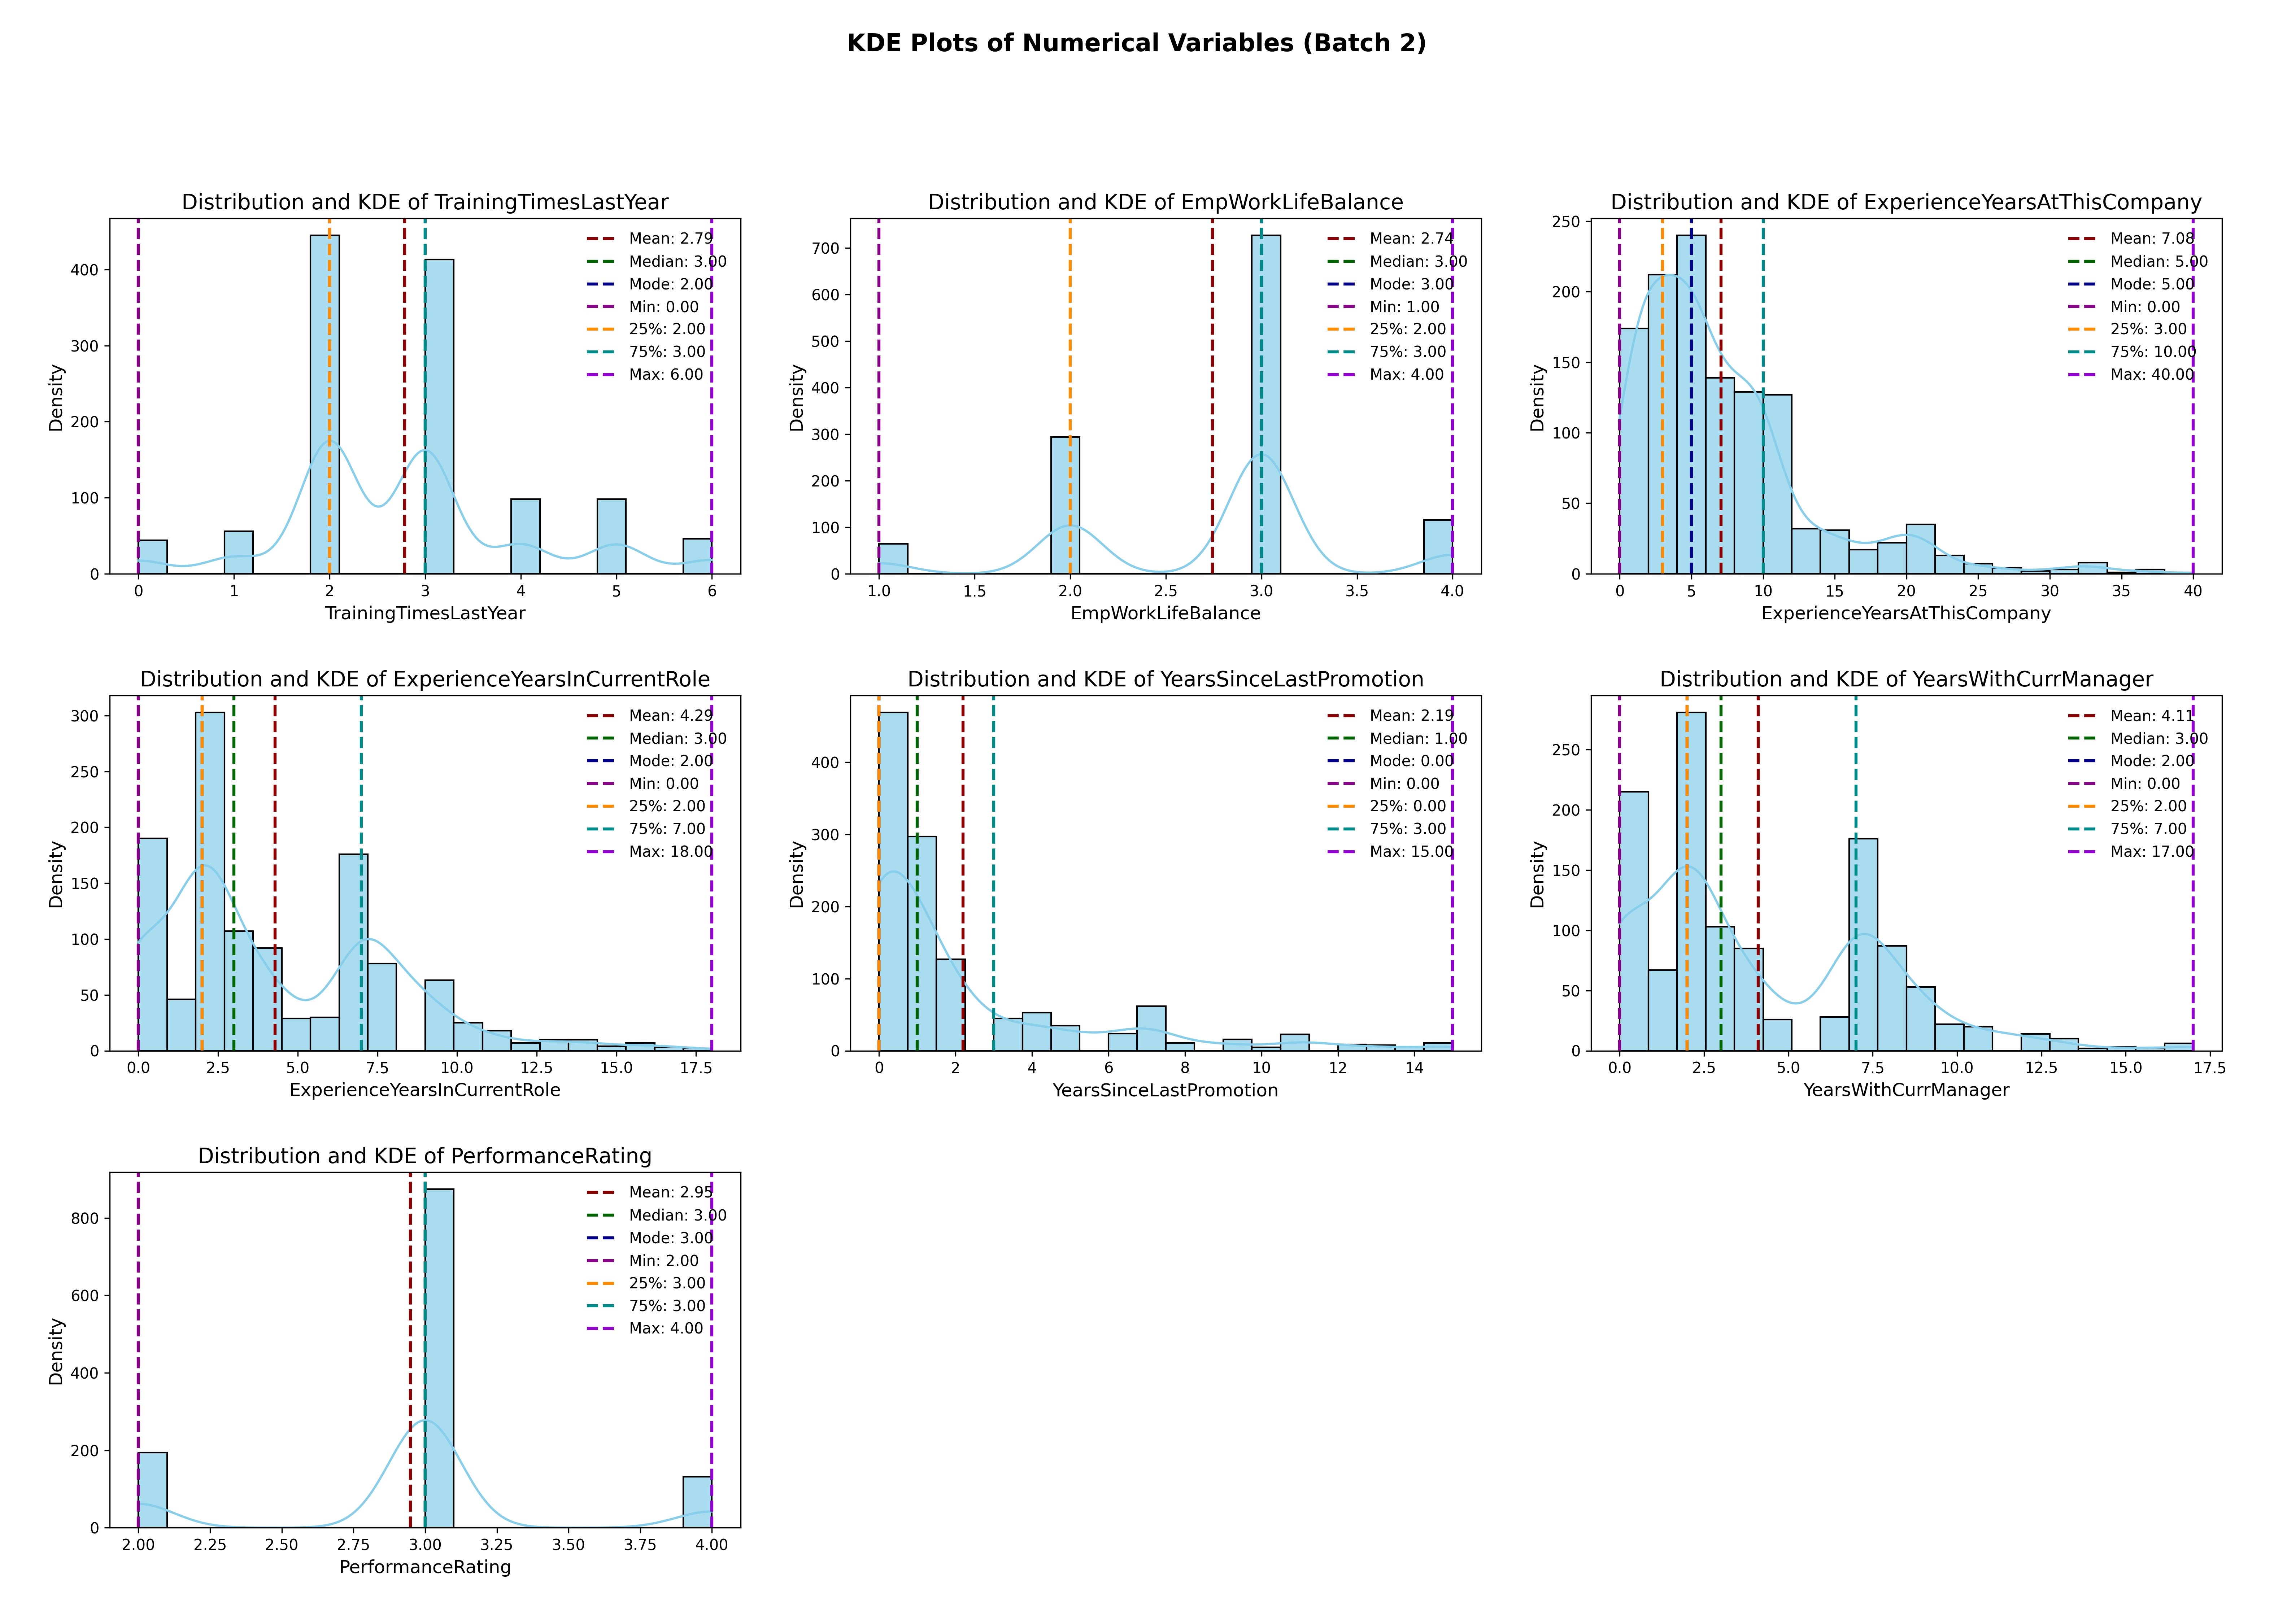 KDE Plots of Numerical Variables (Batch 2)
Distribution and KDE of TrainingTimesLastYear
Density
400
300
200
100
0
Mean: 2.79
Median: 3.00
Mode: 2.00
Min: 0.00
25%: 2.00
75%: 3.00
Max: 6.00
0 1 2 3 4 5 6
TrainingTimesLastYear
Distribution and KDE of EmpWorkLifeBalance
Density
700
600
500
400
300
200
100
0
Mean: 2.74
Median: 3.00
Mode: 3.00
Min: 1.00
25%: 2.00
75%: 3.00
Max: 4.00
1.0 1.5 2.0 2.5 3.0 3.5 4.0
EmpWorkLifeBalance
Distribution and KDE of ExperienceYearsAtThisCompany
Density
250
200
150
100
50
0
Mean: 7.08
Median: 5.00
Mode: 5.00
Min: 0.00
25%: 3.00
75%: 10.00
Max: 40.00
0 5 10 15 20 25 30 35 40
ExperienceYearsAtThisCompany
Distribution and KDE of ExperienceYearsInCurrentRole
Density
300
250
200
150
100
50
0
Mean: 4.29
Median: 3.00
Mode: 2.00
Min: 0.00
25%: 2.00
75%: 7.00
Max: 18.00
0.0 2.5 5.0 7.5 10.0 12.5 15.0 17.5
ExperienceYearsInCurrentRole
Distribution and KDE of YearsSinceLastPromotion
Density
400
300
200
100
0
Mean: 2.19
Median: 1.00
Mode: 0.00
Min: 0.00
25%: 0.00
75%: 3.00
Max: 15.00
0 2 4 6 8 10 12 14
YearsSinceLastPromotion
Distribution and KDE of YearsWithCurrManager
Density
250
200
150
100
50
0
Mean: 4.11
Median: 3.00
Mode: 2.00
Min: 0.00
25%: 2.00
75%: 7.00
Max: 17.00
0.0 2.5 5.0 7.5 10.0 12.5 15.0 17.5
YearsWithCurrManager
Distribution and KDE of PerformanceRating
Density
800
600
400
200
0
Mean: 2.95
Median: 3.00
Mode: 3.00
Min: 2.00
25%: 3.00
75%: 3.00
Max: 4.00
2.00 2.25 2.50 2.75 3.00 3.25 3.50 3.75 4.00
PerformanceRating